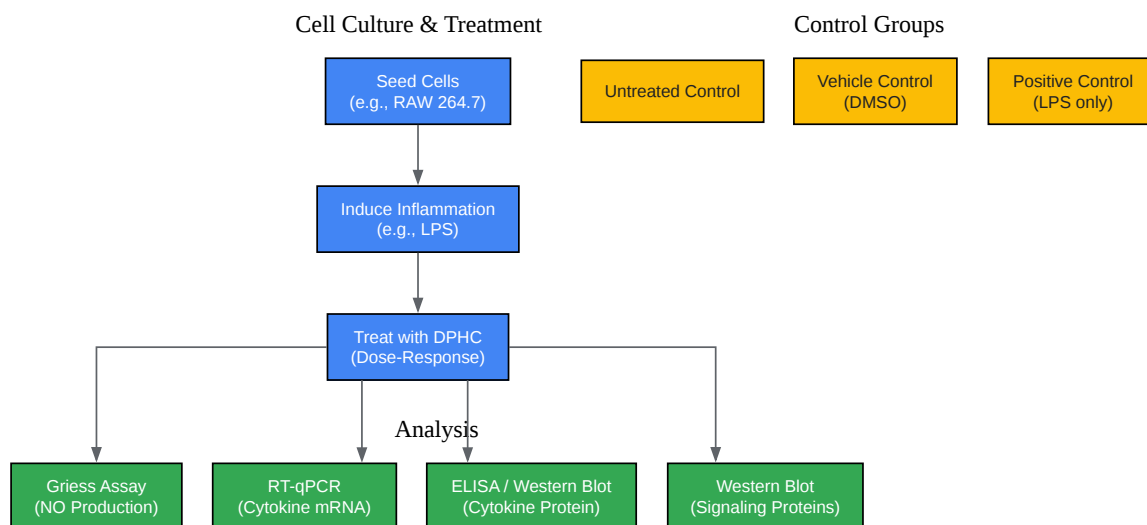 Cell Culture & Treatment
Control Groups
Seed Cells
(e.g., RAW 264.7)
Untreated Control
Vehicle Control
(DMSO)
Positive Control
(LPS only)
Induce Inflammation
(e.g., LPS)
Treat with DPHC
(Dose-Response)
Analysis
Griess Assay
(NO Production)
RT-qPCR
(Cytokine mRNA)
ELISA / Western Blot
(Cytokine Protein)
Western Blot
(Signaling Proteins)